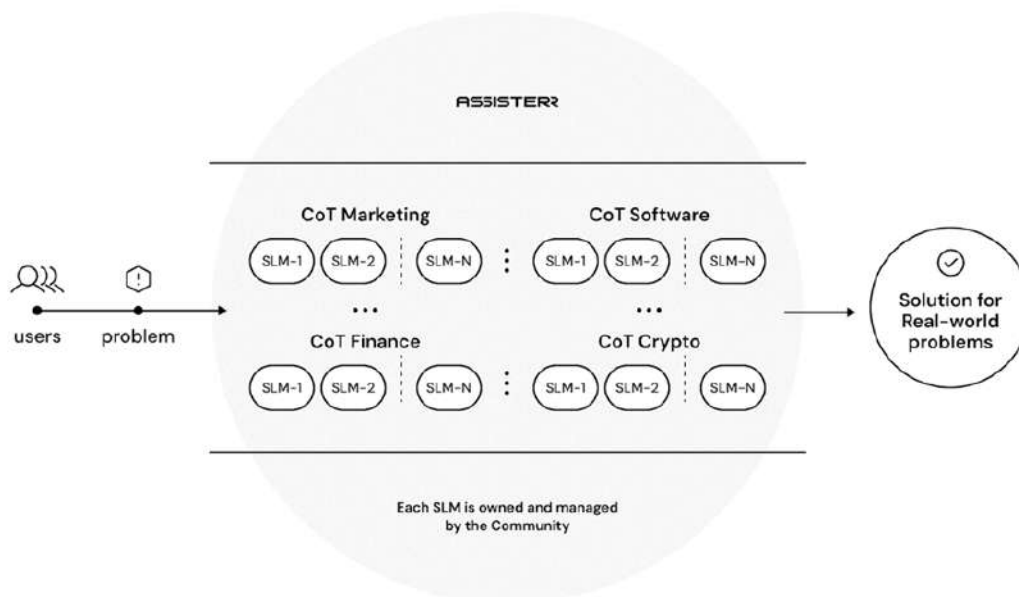 ASSISTERR
CoT Marketing
CoT Software
SLM-1 SLM-2 SLM-N
SLM-1 SLM-2 SLM-N
users
problem
CoT Finance
CoT Crypto
SLM-1 SLM-2 SLM-N
SLM-1 SLM-2 SLM-N
Solution for
Real-world
problems
Each SLM is owned and managed
by the Community